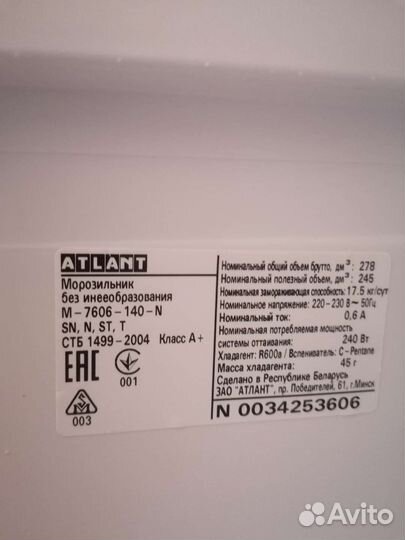 ATLANT
Морозильник
без инееобразования
М-7606-140-N
SN, N, ST, T
СТБ 1499-2004 Класс А+
EAC
001
003
Номинальный общий объем брутто, дм³: 278
Номинальный полезный объем, дм³: 245
Номинальная замораживающая способность: 17.5 кг/сут
Номинальное напряжение: 220-230 В~ 50Гц
Номинальный ток: 0,6 А
Номинальная потребляемая мощность
системы оттаивания: 240 Вт
Хладагент: R600a / Вспениватель: C-Pentane
Масса хладагента: 45 г
Сделано в Республике Беларусь
ЗАО "АТЛАНТ", пр. Победителей, 61, г.Минск
N 0034253606
Avito